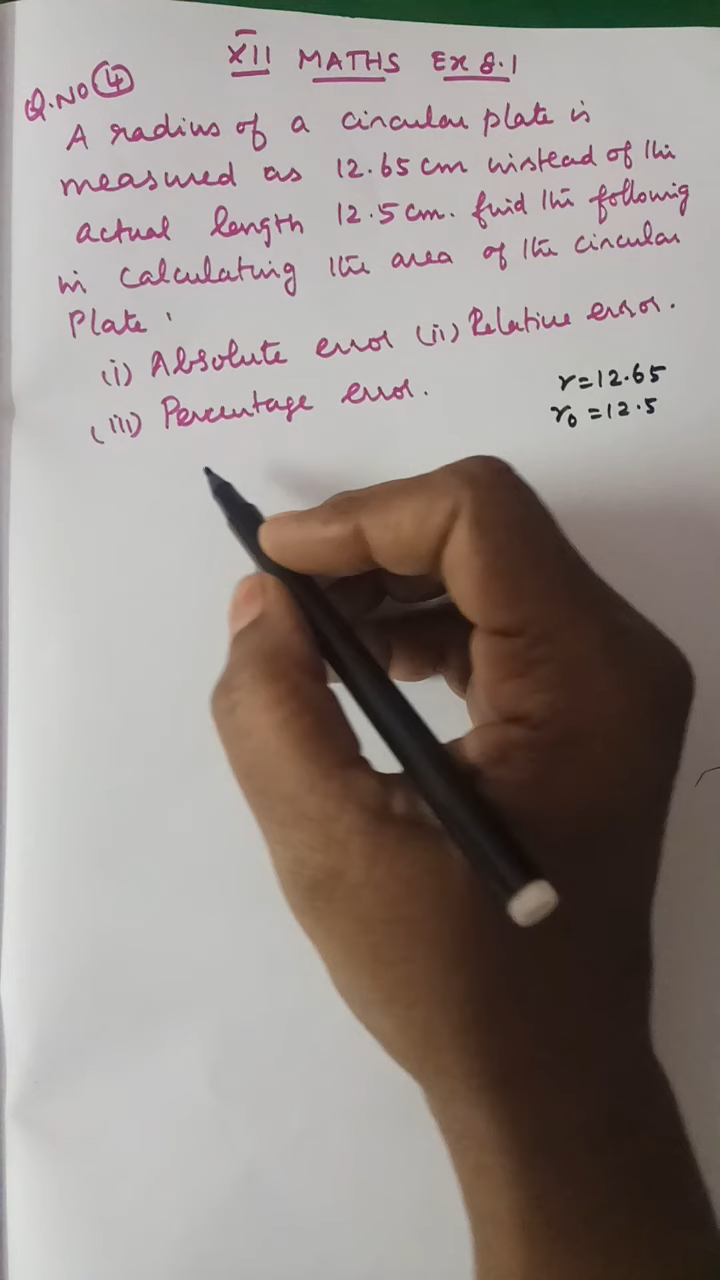 XII MATHS Ex 8.1
Q.NO 4
A radius of a circular plate is
measured as 12.65 cm instead of the
actual length 12.5 cm. find the following
in calculating the area of the circular
Plate :
(i) Absolute error (ii) Relative error.
(iii) Percentage error.
r=12.65
r0 =12.5